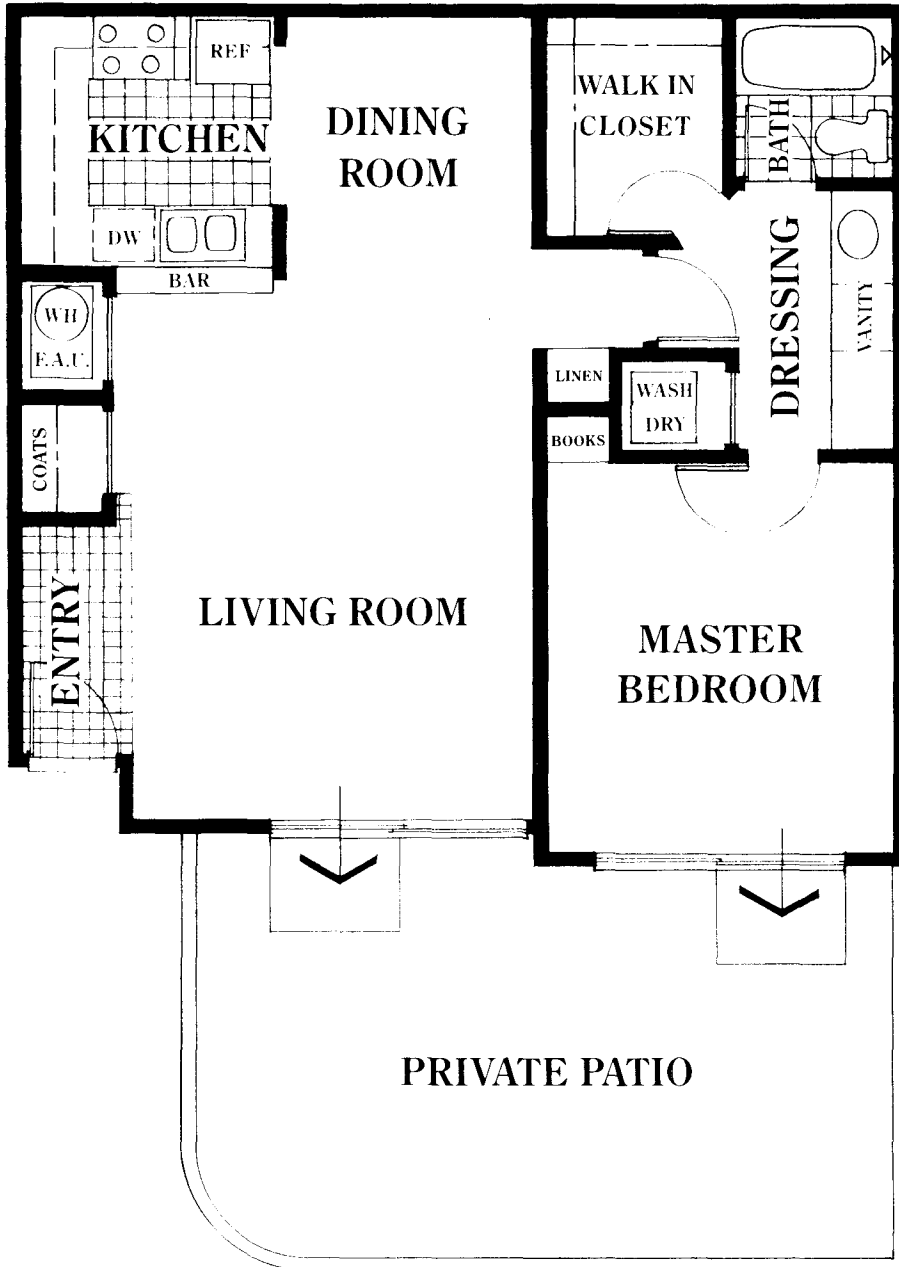 REF
KITCHEN
DW
BAR
DINING
ROOM
WALK IN
CLOSET
BATH
DRESSING
VANITY
WH
F.A.U.
COATS
LINEN
WASH
DRY
BOOKS
ENTRY
LIVING ROOM
MASTER
BEDROOM
PRIVATE PATIO